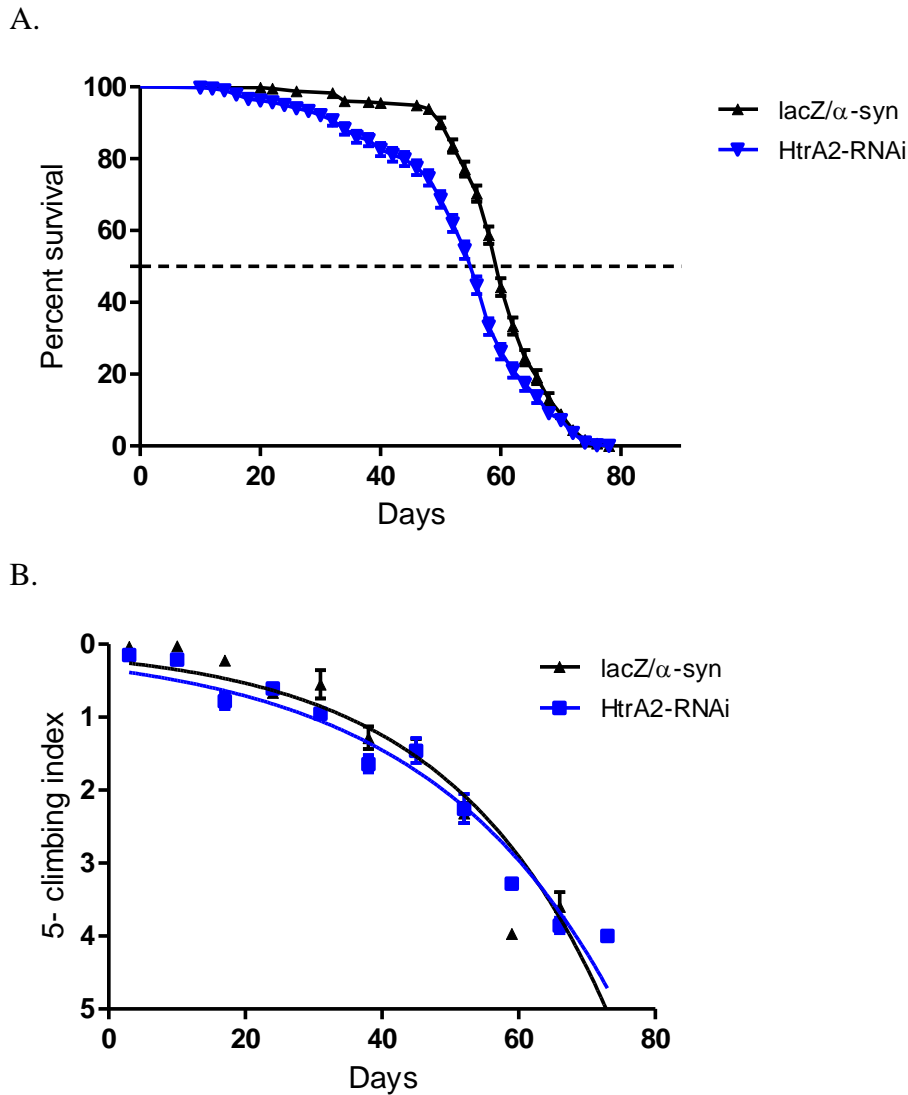 A.
100
80
60
40
20
0
Percent survival
0 20 40 60 80
Days
lacZ/α-syn
HtrA2-RNAi
B.
0
1
2
3
4
5
5- climbing index
0 20 40 60 80
Days
lacZ/α-syn
HtrA2-RNAi